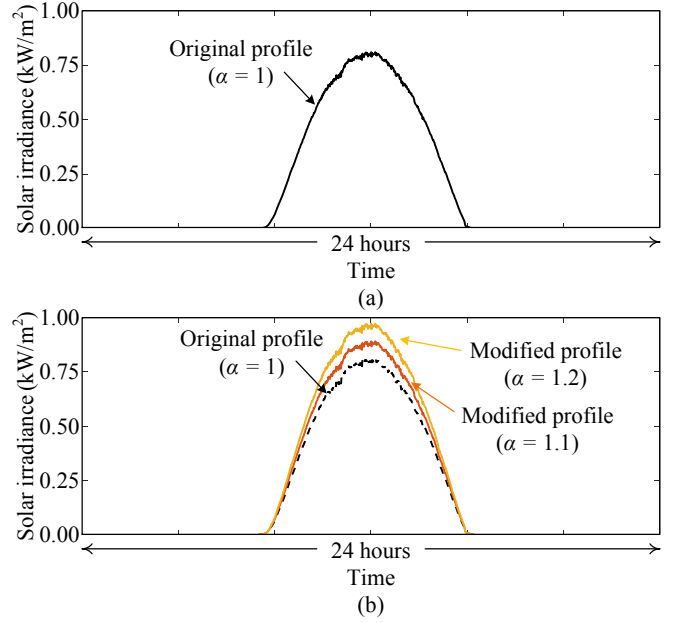 Solar irradiance (kW/m²)
1.00
0.75
0.50
0.25
0.00
Original profile
(α = 1)
24 hours
Time
(a)
Solar irradiance (kW/m²)
1.00
0.75
0.50
0.25
0.00
Original profile
(α = 1)
Modified profile
(α = 1.2)
Modified profile
(α = 1.1)
24 hours
Time
(b)